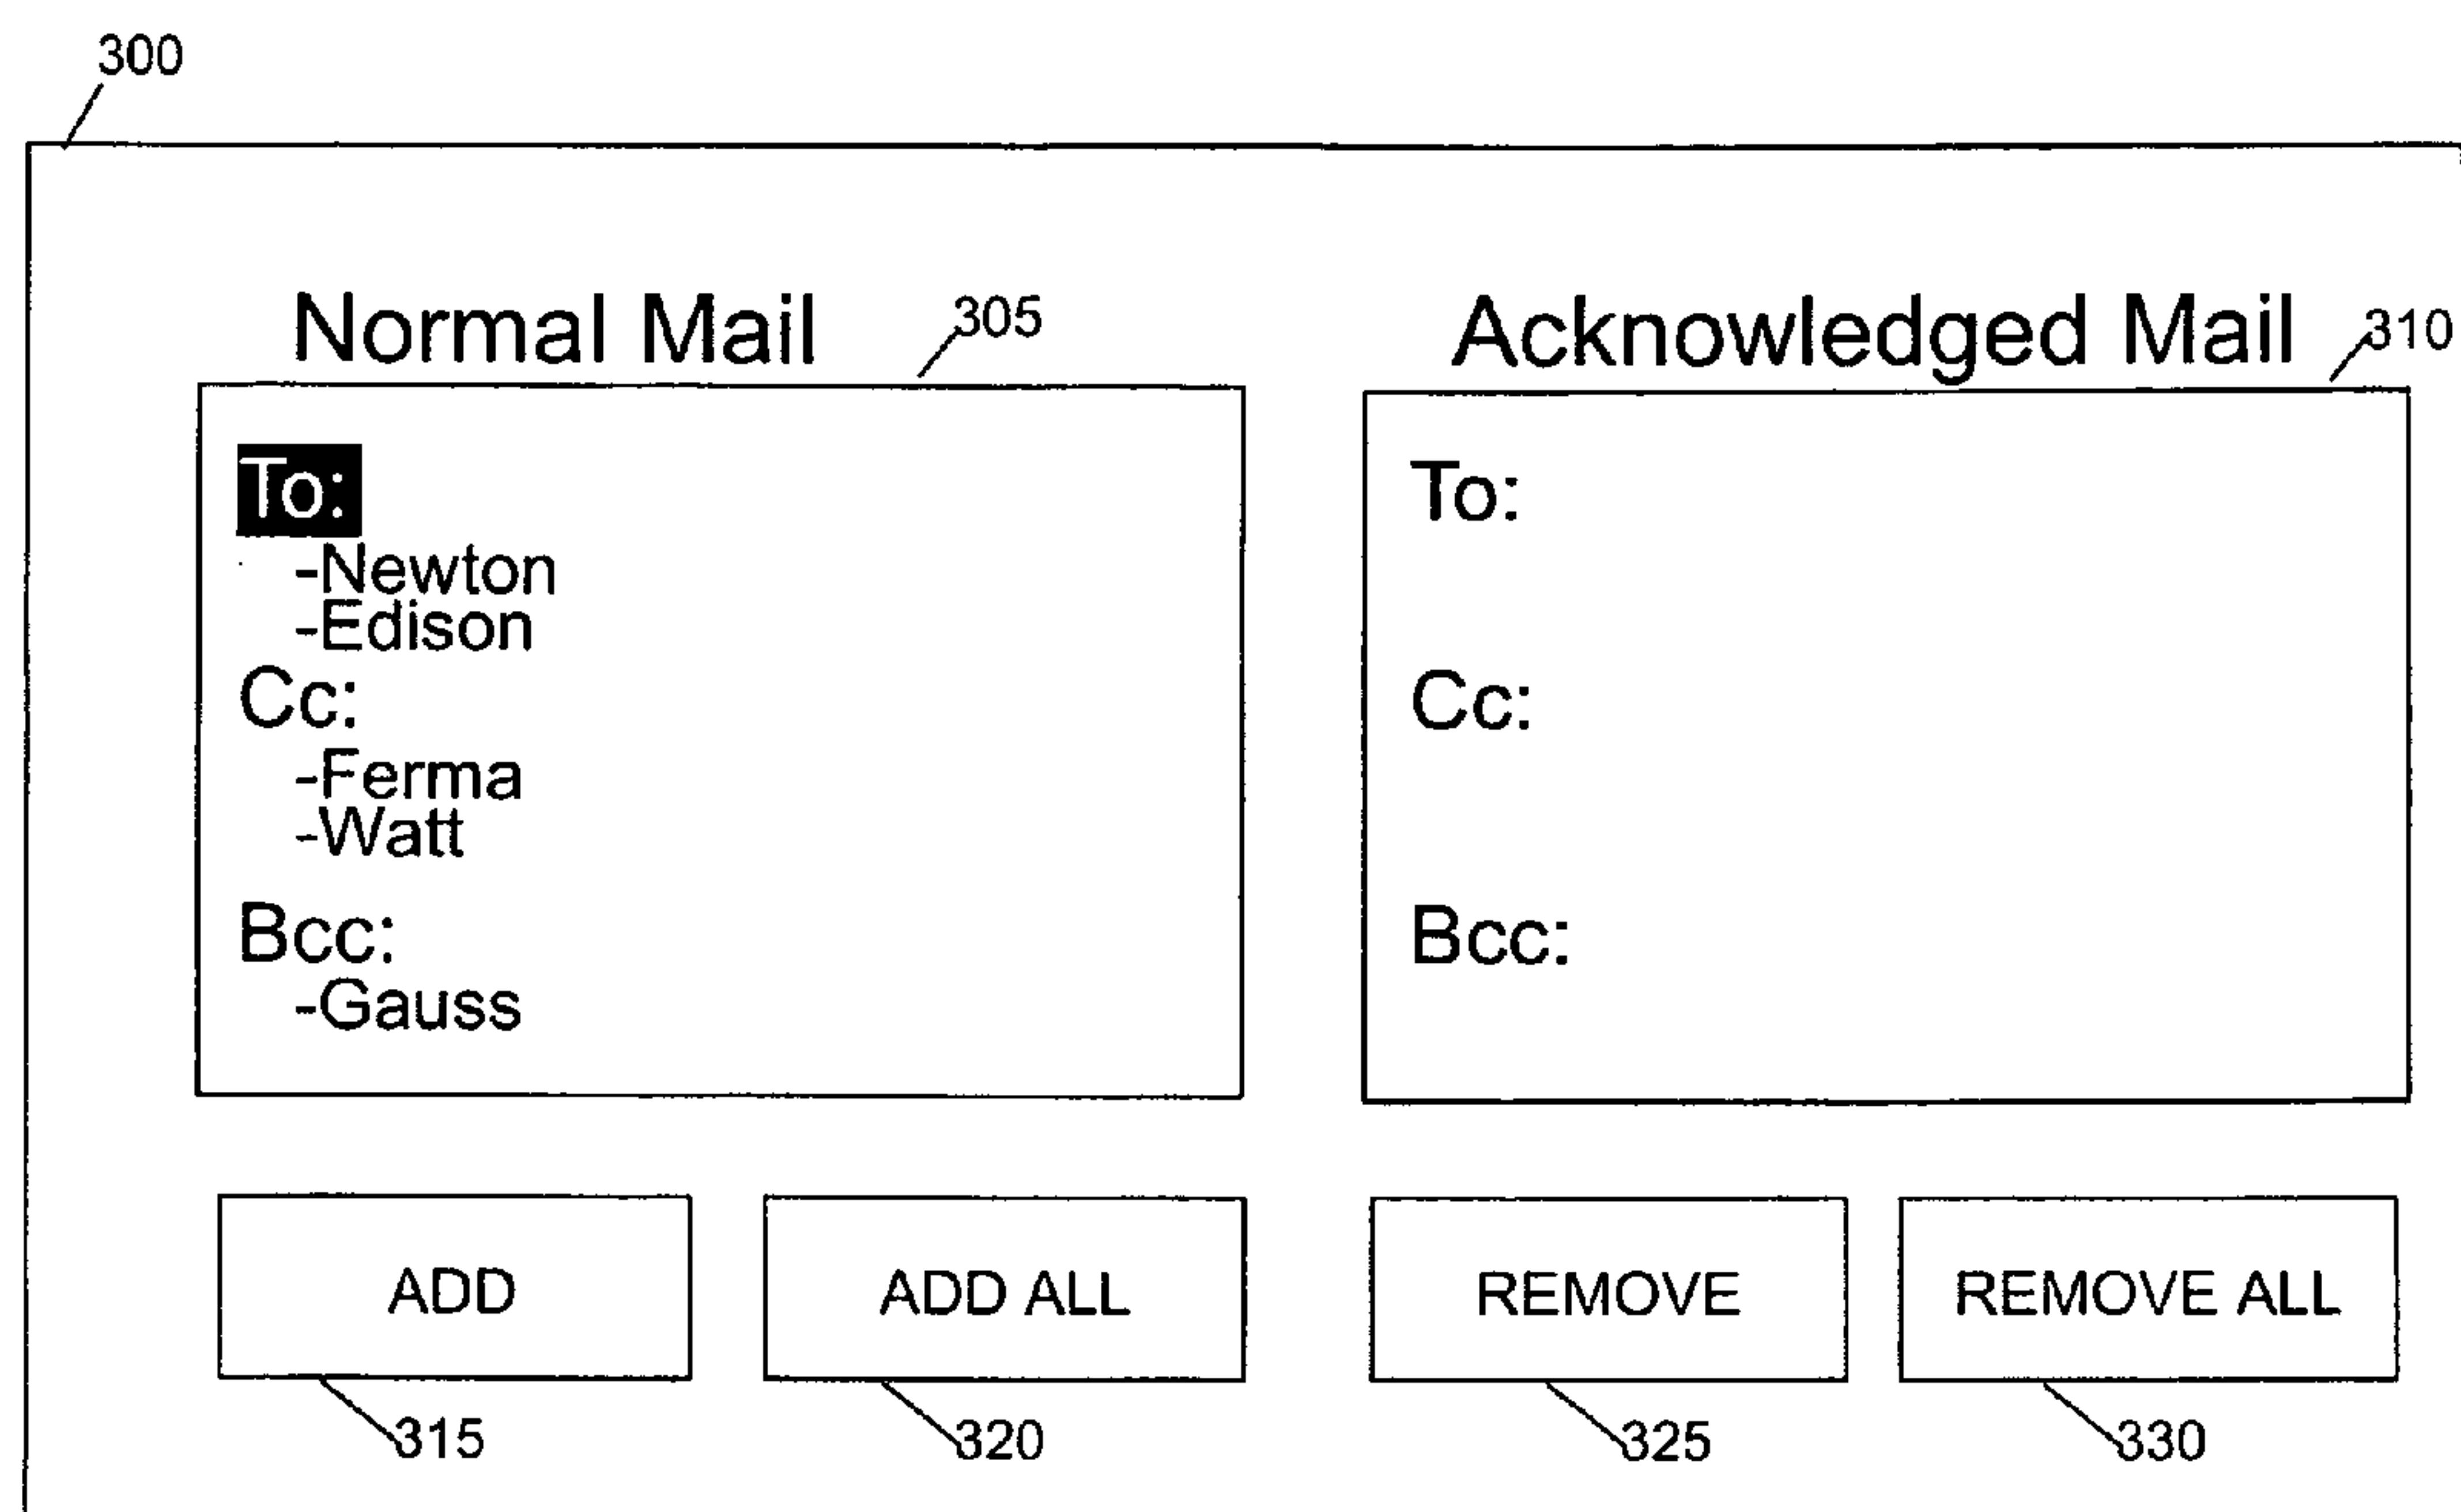 300
Normal Mail
305
Acknowledged Mail
310
To:
-Newton
-Edison
Cc:
-Ferma
-Watt
Bcc:
-Gauss
To:
Cc:
Bcc:
ADD
ADD ALL
REMOVE
REMOVE ALL
315
320
325
330